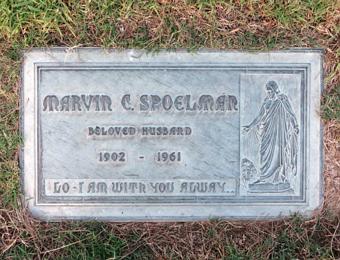 MARVIN C. SPOELMAN
BELOVED HUSBAND
1902 - 1961
LO - I AM WITH YOU ALWAY...